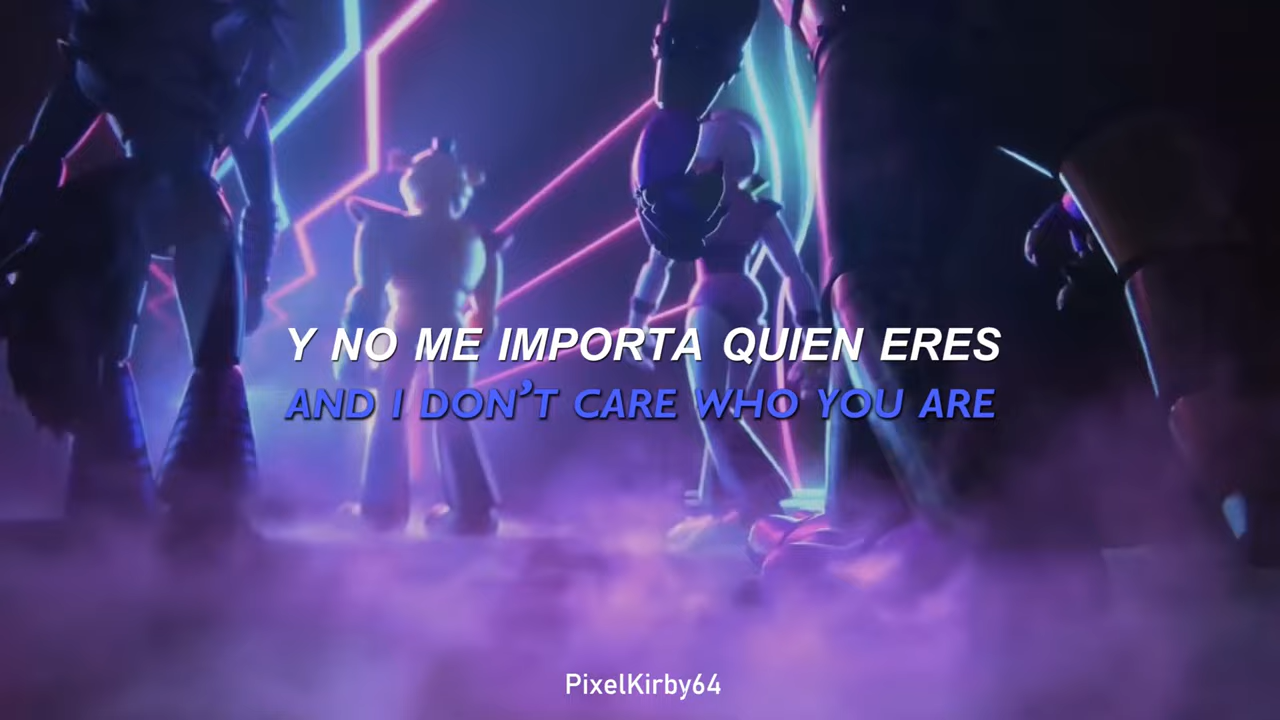 Y NO ME IMPORTA QUIEN ERES
AND I DON'T CARE WHO YOU ARE
PixelKirby64